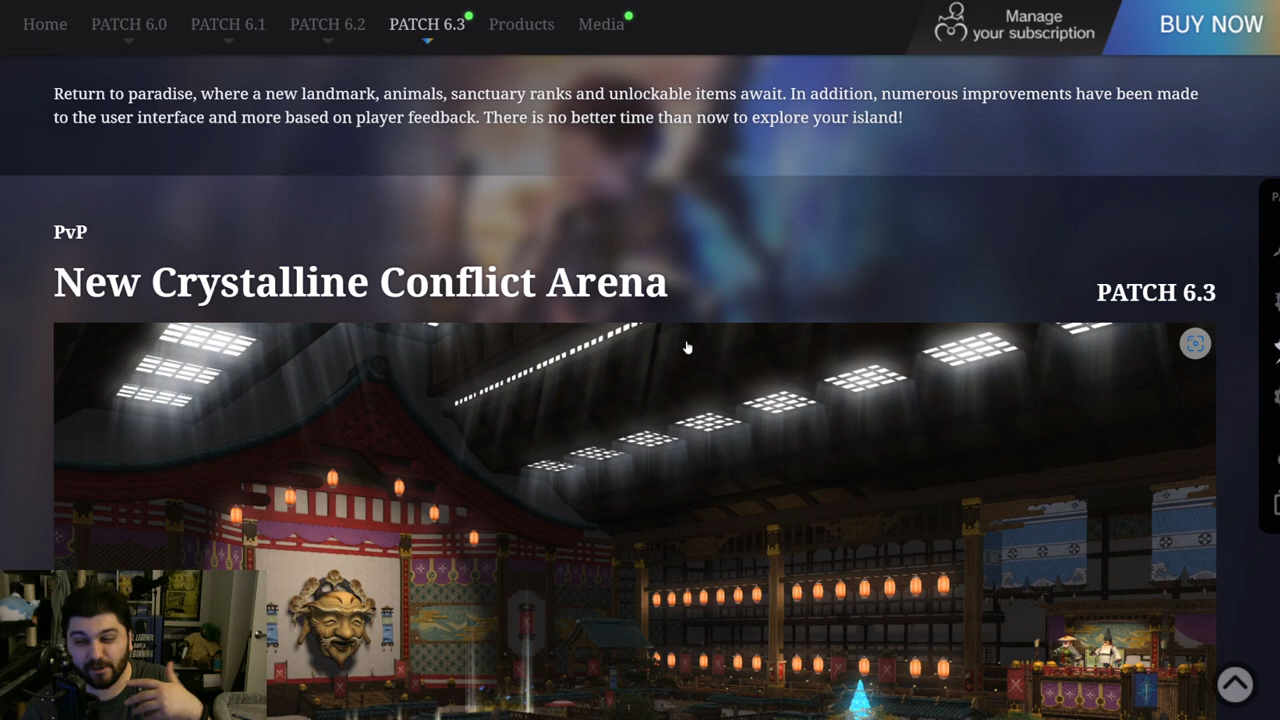 Home PATCH 6.0 PATCH 6.1 PATCH 6.2 PATCH 6.3 Products Media
Manage
your subscription
BUY NOW
Return to paradise, where a new landmark, animals, sanctuary ranks and unlockable items await. In addition, numerous improvements have been made
to the user interface and more based on player feedback. There is no better time than now to explore your island!
PvP
New Crystalline Conflict Arena
PATCH 6.3